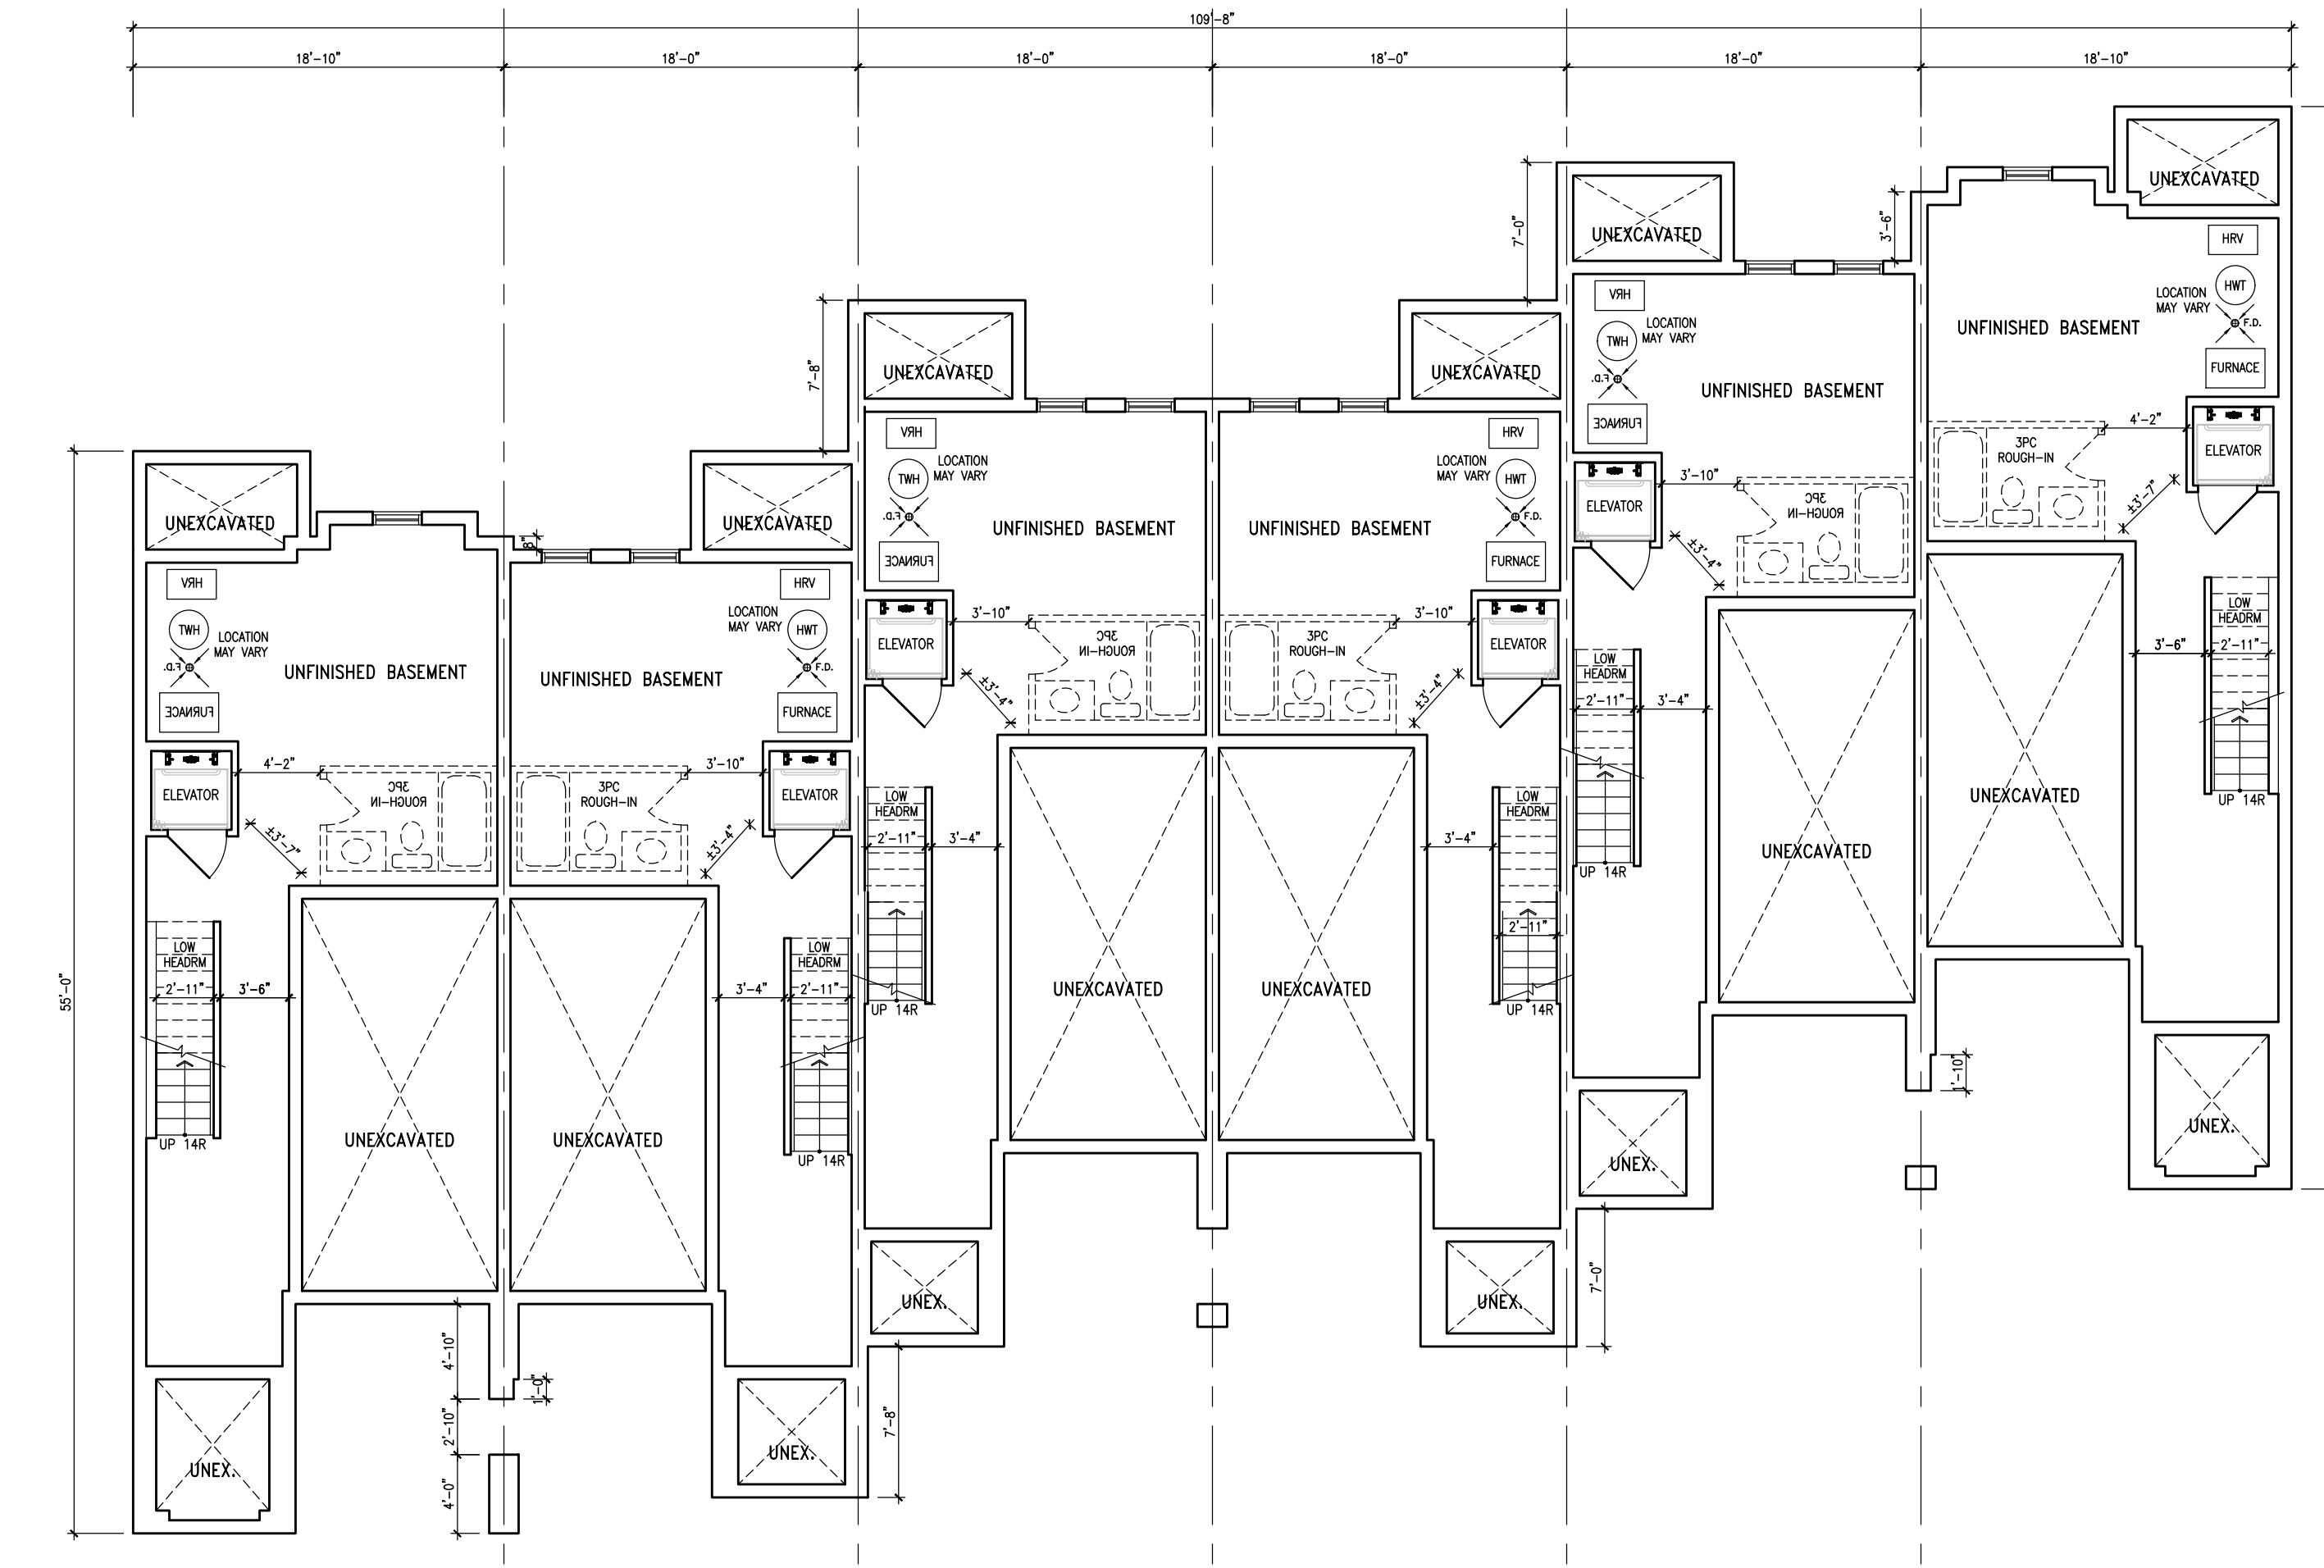 109'-8"
18'-10"
18'-0"
18'-0"
18'-0"
18'-0"
18'-10"
UNEXCAVATED
HRV
TWH
LOCATION
MAY VARY
F.D.
FURNACE
UNFINISHED BASEMENT
ELEVATOR
4'-2"
3PC
ROUGH-IN
±3'-7"
LOW
HEADRM
2'-11"
3'-6"
UP 14R
UNEXCAVATED
UNEX.
55'-0"
4'-10"
2'-10"
4'-0"
1'-0"
8"
UNEXCAVATED
HRV
LOCATION
MAY VARY
HWT
F.D.
FURNACE
UNFINISHED BASEMENT
3PC
ROUGH-IN
3'-10"
ELEVATOR
±3'-4"
LOW
HEADRM
3'-4"
2'-11"
UP 14R
UNEXCAVATED
UNEX.
7'-8"
7'-8"
UNEXCAVATED
HRV
TWH
LOCATION
MAY VARY
F.D.
FURNACE
UNFINISHED BASEMENT
ELEVATOR
3'-10"
3PC
ROUGH-IN
±3'-4"
LOW
HEADRM
2'-11"
3'-4"
UP 14R
UNEXCAVATED
UNEX.
UNEXCAVATED
HRV
LOCATION
MAY VARY
HWT
F.D.
FURNACE
UNFINISHED BASEMENT
3PC
ROUGH-IN
3'-10"
ELEVATOR
±3'-4"
LOW
HEADRM
3'-4"
2'-11"
UP 14R
UNEXCAVATED
UNEX.
7'-0"
7'-0"
UNEXCAVATED
HRV
TWH
LOCATION
MAY VARY
F.D.
FURNACE
UNFINISHED BASEMENT
ELEVATOR
3'-10"
3PC
ROUGH-IN
±3'-4"
LOW
HEADRM
2'-11"
3'-4"
UP 14R
UNEXCAVATED
UNEX.
3'-6"
1'-10"
UNEXCAVATED
HRV
LOCATION
MAY VARY
HWT
F.D.
FURNACE
UNFINISHED BASEMENT
3PC
ROUGH-IN
4'-2"
ELEVATOR
±3'-7"
LOW
HEADRM
3'-6"
2'-11"
UP 14R
UNEXCAVATED
UNEX.